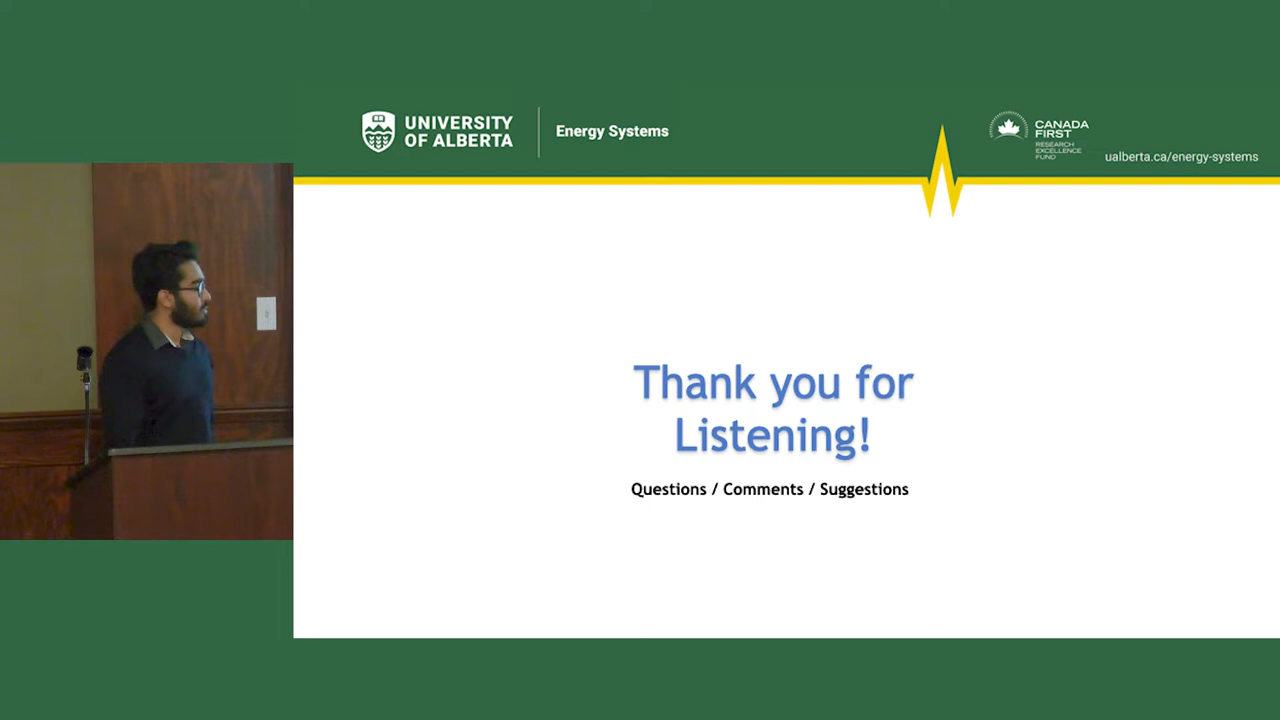 UNIVERSITY
OF ALBERTA
Energy Systems
CANADA
FIRST
RESEARCH
EXCELLENCE
FUND
ualberta.ca/energy-systems
Thank you for
Listening!
Questions / Comments / Suggestions